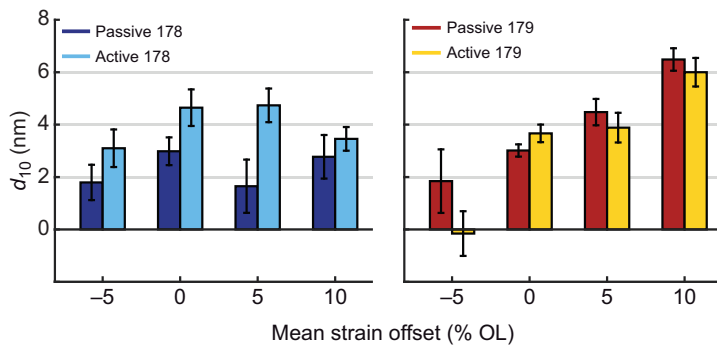 Passive 178
Active 178
Passive 179
Active 179
d10 (nm)
8
6
4
2
0
–5 0 5 10
–5 0 5 10
Mean strain offset (% OL)